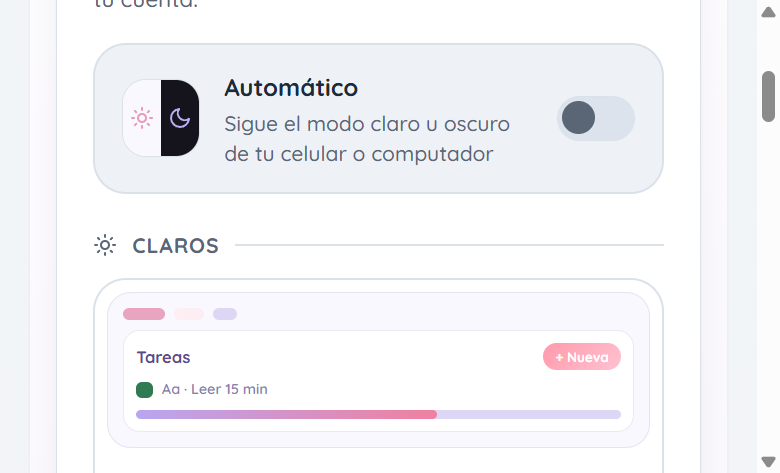 tu cuenta.
Automático
Sigue el modo claro u oscuro
de tu celular o computador
CLAROS
Tareas
+ Nueva
Aa · Leer 15 min